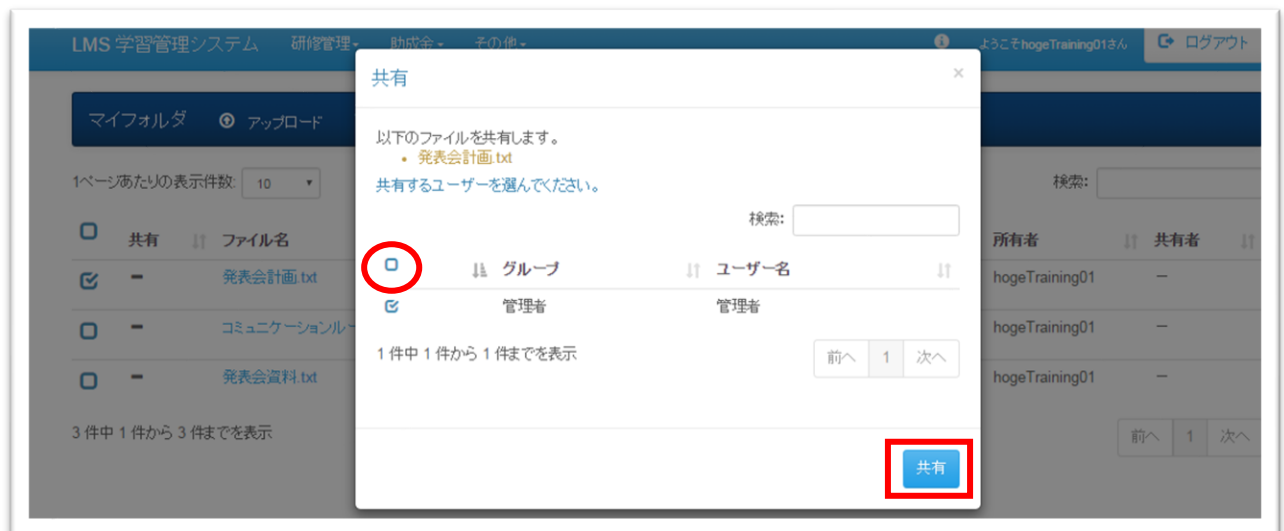 LMS 学習管理システム 研修管理 助成金 その他 ようこそhogeTraining01さん ログアウト
マイフォルダ アップロード
1ページあたりの表示件数: 10 検索:
共有 ファイル名 所有者 共有者
発表会計画.txt hogeTraining01 ー
コミュニケーションルー hogeTraining01 ー
発表会資料.txt hogeTraining01 ー
3 件中 1 件から 3 件までを表示 前へ 1 次へ
共有 ×
以下のファイルを共有します。
• 発表会計画.txt
共有するユーザーを選んでください。
検索:
グループ ユーザー名
管理者 管理者
1 件中 1 件から 1 件までを表示 前へ 1 次へ
共有